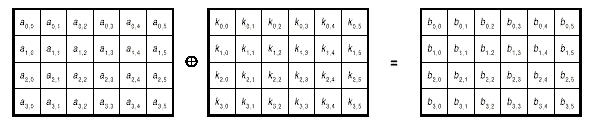 a0,0 a0,1 a0,2 a0,3 a0,4 a0,5 k0,0 k0,1 k0,2 k0,3 k0,4 k0,5 b0,0 b0,1 b0,2 b0,3 b0,4 b0,5
a1,0 a1,1 a1,2 a1,3 a1,4 a1,5 ⊕ k1,0 k1,1 k1,2 k1,3 k1,4 k1,5 = b1,0 b1,1 b1,2 b1,3 b1,4 b1,5
a2,0 a2,1 a2,2 a2,3 a2,4 a2,5 k2,0 k2,1 k2,2 k2,3 k2,4 k2,5 b2,0 b2,1 b2,2 b2,3 b2,4 b2,5
a3,0 a3,1 a3,2 a3,3 a3,4 a3,5 k3,0 k3,1 k3,2 k3,3 k3,4 k3,5 b3,0 b3,1 b3,2 b3,3 b3,4 b3,5